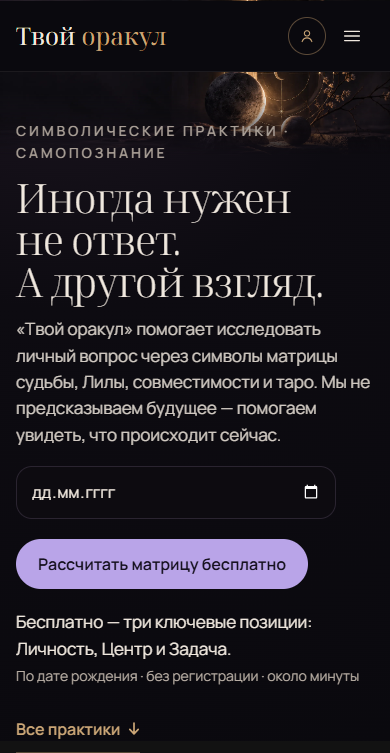 Твой оракул
СИМВОЛИЧЕСКИЕ ПРАКТИКИ ·
САМОПОЗНАНИЕ
Иногда нужен
не ответ.
А другой взгляд.
«Твой оракул» помогает исследовать
личный вопрос через символы матрицы
судьбы, Лилы, совместимости и таро. Мы не
предсказываем будущее — помогаем
увидеть, что происходит сейчас.
дд.мм.гггг
Рассчитать матрицу бесплатно
Бесплатно — три ключевые позиции:
Личность, Центр и Задача.
По дате рождения · без регистрации · около минуты
Все практики ↓